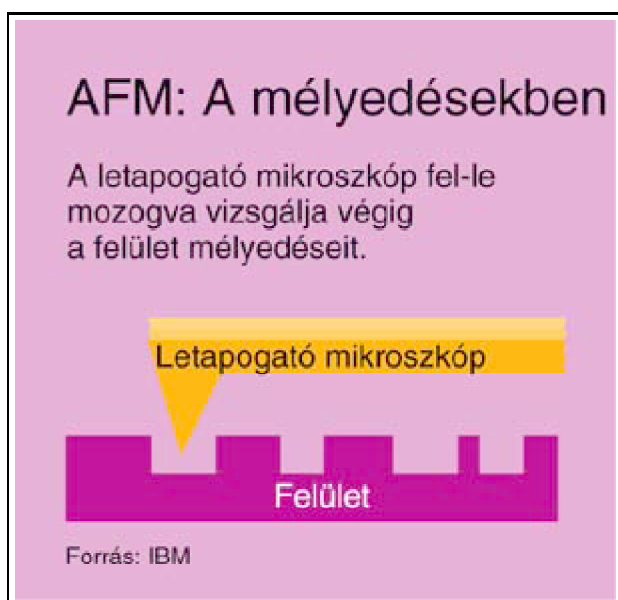 AFM: A mélyedésekben
A letapogató mikroszkóp fel-le
mozogva vizsgálja végig
a felület mélyedéseit.
Letapogató mikroszkóp
Felület
Forrás: IBM